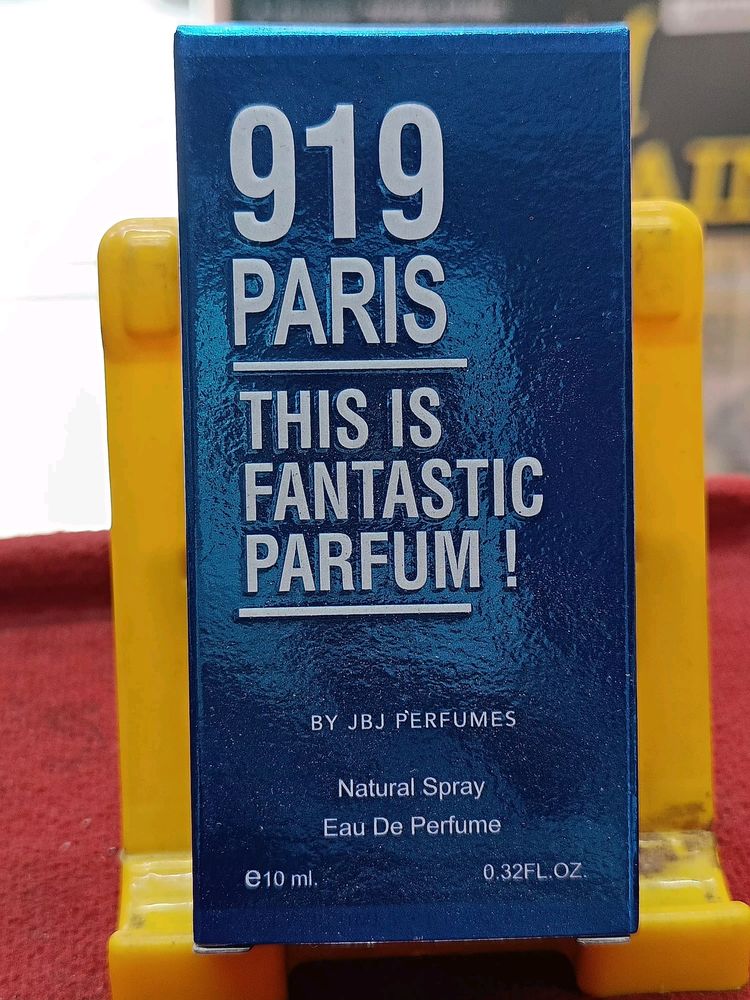 919
PARIS
THIS IS
FANTASTIC
PARFUM !
BY JBJ PERFUMES
Natural Spray
Eau De Perfume
℮10 ml.
0.32FL.OZ.